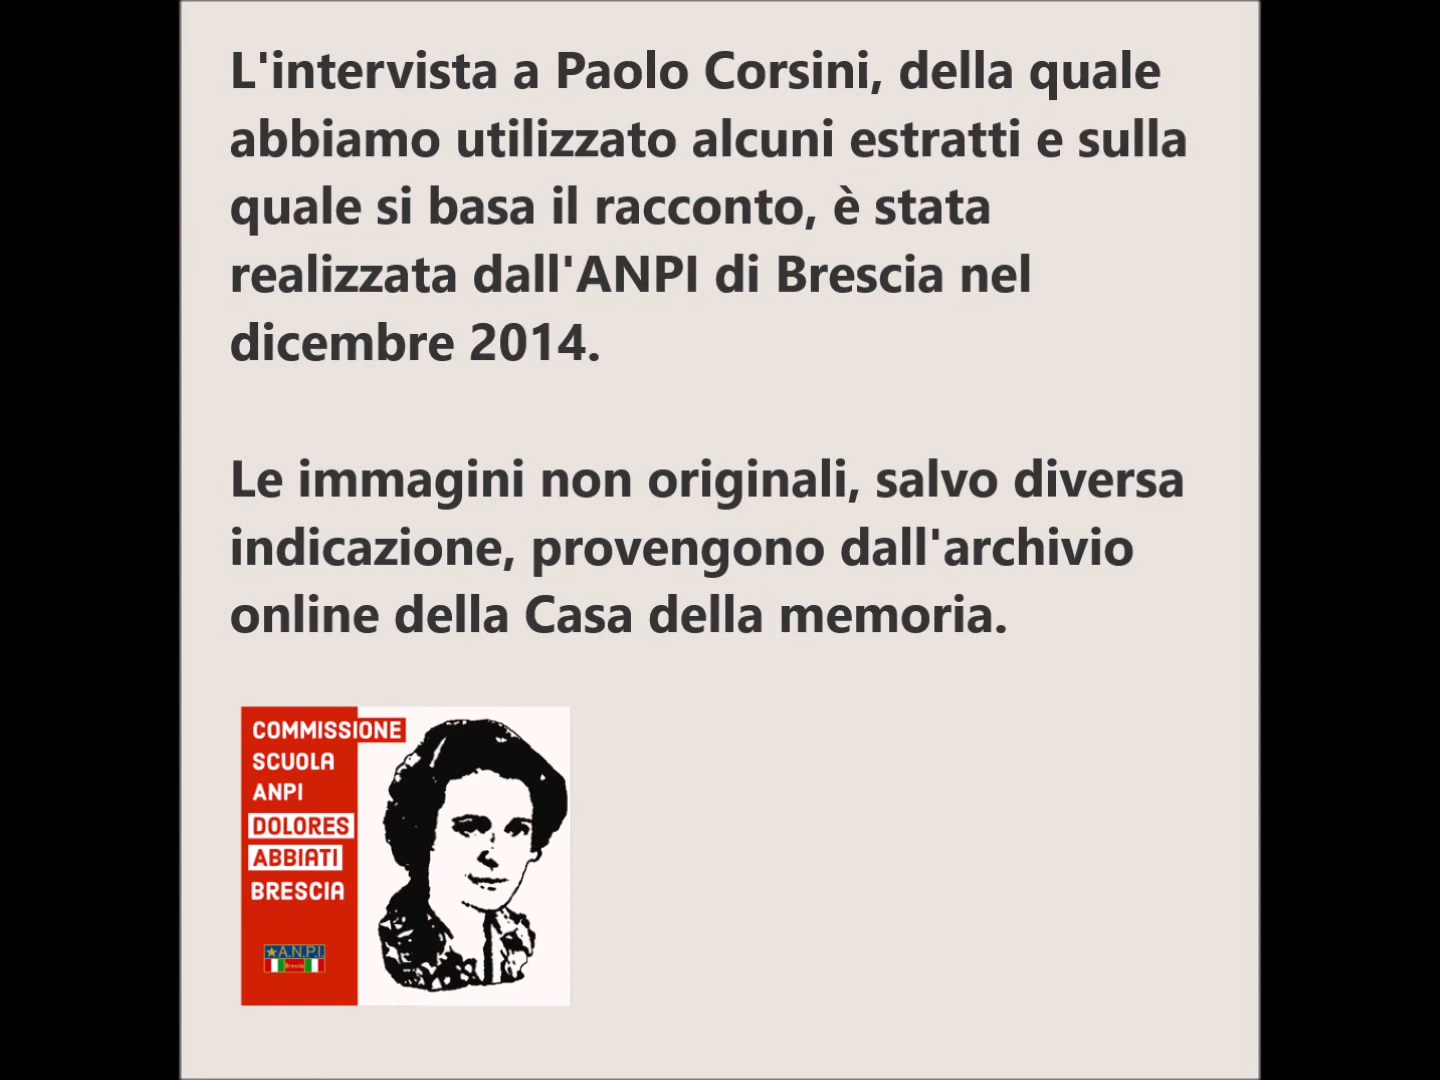 L'intervista a Paolo Corsini, della quale
abbiamo utilizzato alcuni estratti e sulla
quale si basa il racconto, è stata
realizzata dall'ANPI di Brescia nel
dicembre 2014.
Le immagini non originali, salvo diversa
indicazione, provengono dall'archivio
online della Casa della memoria.
COMMISSIONE
SCUOLA
ANPI
DOLORES
ABBIATI
BRESCIA
A.N.P.I.
Brescia